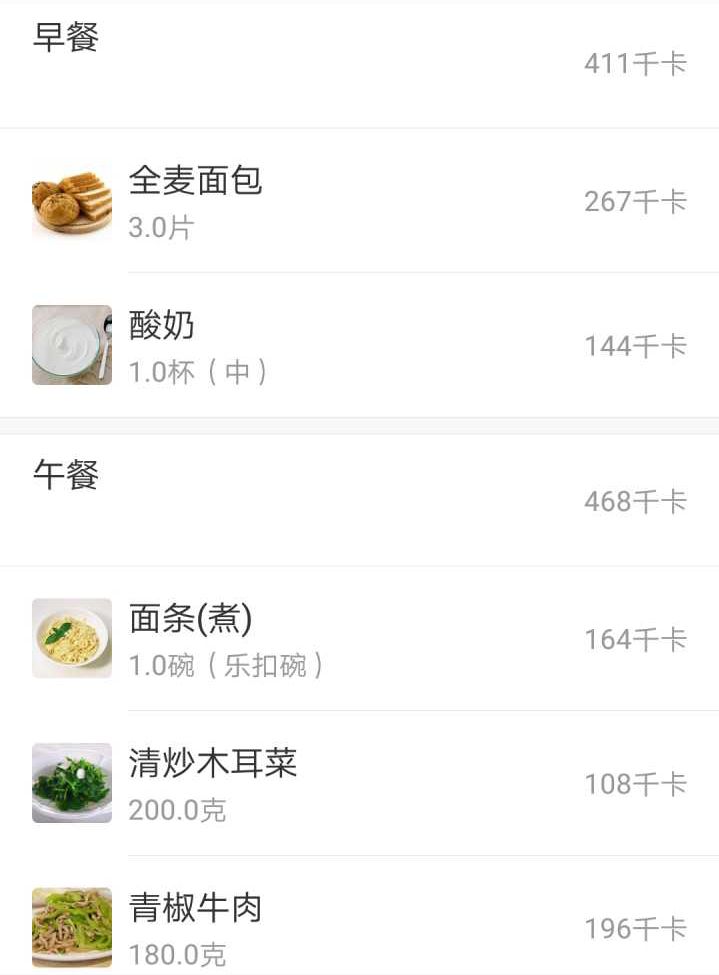 早餐
411千卡
全麦面包
267千卡
3.0片
酸奶
144千卡
1.0杯（中）
午餐
468千卡
面条(煮)
164千卡
1.0碗（乐扣碗）
清炒木耳菜
108千卡
200.0克
青椒牛肉
196千卡
180.0克